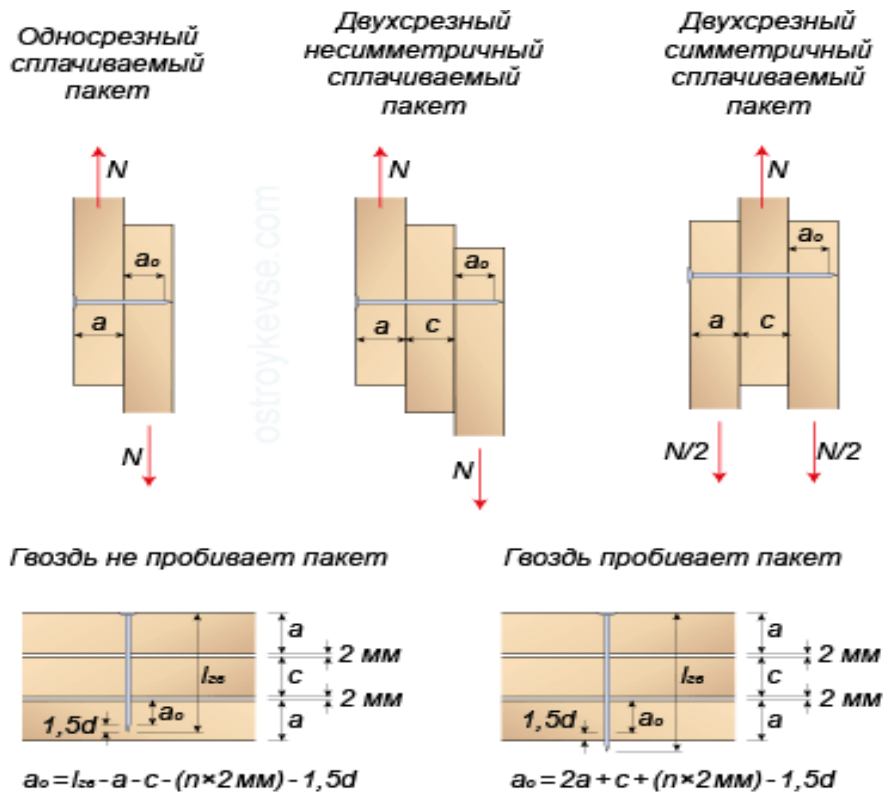 Односрезный
сплачиваемый
пакет
Двухсрезный
несимметричный
сплачиваемый
пакет
Двухсрезный
симметричный
сплачиваемый
пакет
N
aₒ
a
N
N
aₒ
a
c
N
N
aₒ
a
c
N/2
N/2
ostroykevse.com
Гвоздь не пробивает пакет
a
2 мм
lгв
c
2 мм
1,5d
aₒ
a
aₒ=lгв-a-c-(n×2мм)-1,5d
Гвоздь пробивает пакет
a
2 мм
lгв
c
2 мм
1,5d
aₒ
a
aₒ=2a+c+(n×2мм)-1,5d